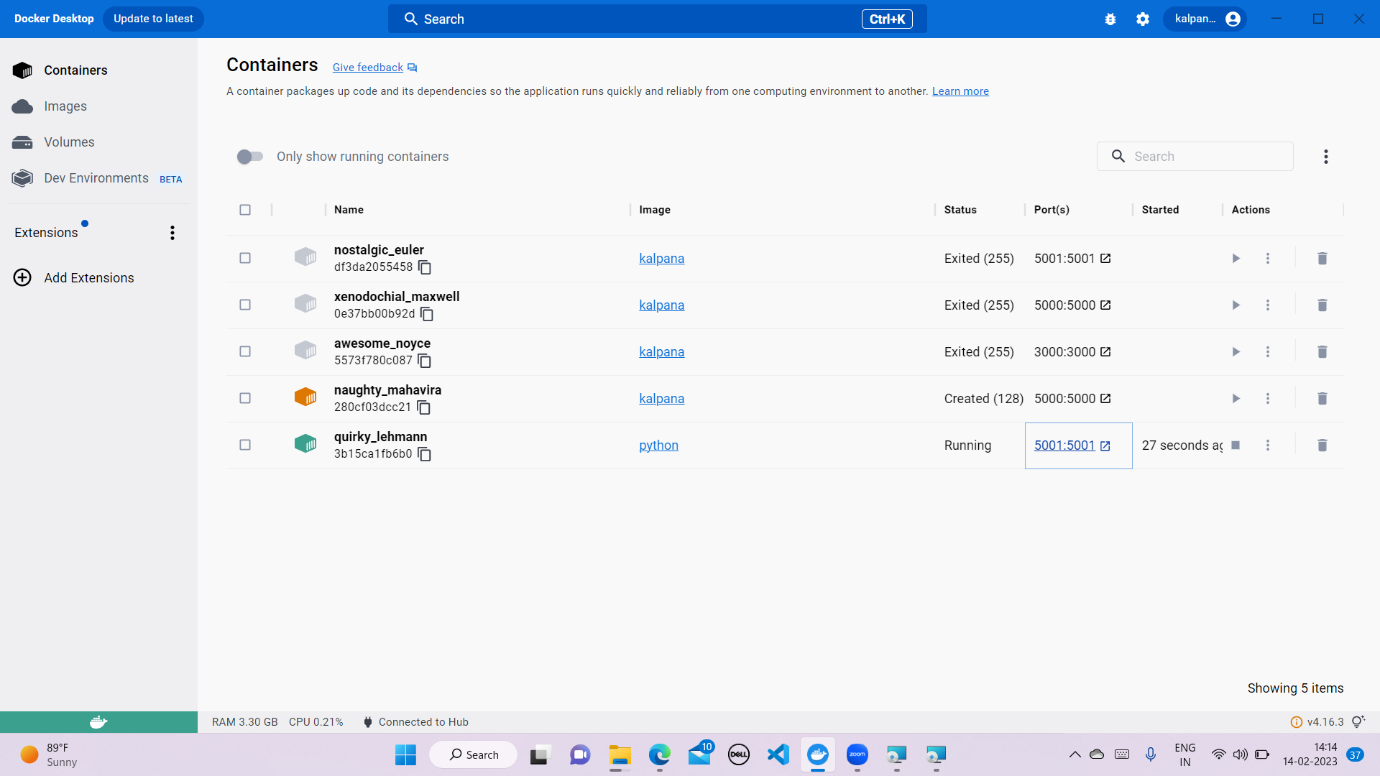 Docker Desktop
Update to latest
Search
Ctrl+K
kalpan...
Containers
Images
Volumes
Dev Environments BETA
Extensions
Add Extensions
Containers Give feedback
A container packages up code and its dependencies so the application runs quickly and reliably from one computing environment to another. Learn more
Only show running containers
Search
Name Image Status Port(s) Started Actions
nostalgic_euler
df3da2055458
kalpana Exited (255) 5001:5001
xenodochial_maxwell
0e37bb00b92d
kalpana Exited (255) 5000:5000
awesome_noyce
5573f780c087
kalpana Exited (255) 3000:3000
naughty_mahavira
280cf03dcc21
kalpana Created (128) 5000:5000
quirky_lehmann
3b15ca1fb6b0
python Running 5001:5001 27 seconds ag
Showing 5 items
RAM 3.30 GB CPU 0.21% Connected to Hub
v4.16.3
89°F
Sunny
Search
10
DELL
zoom
ENG
IN
14:14
14-02-2023
37